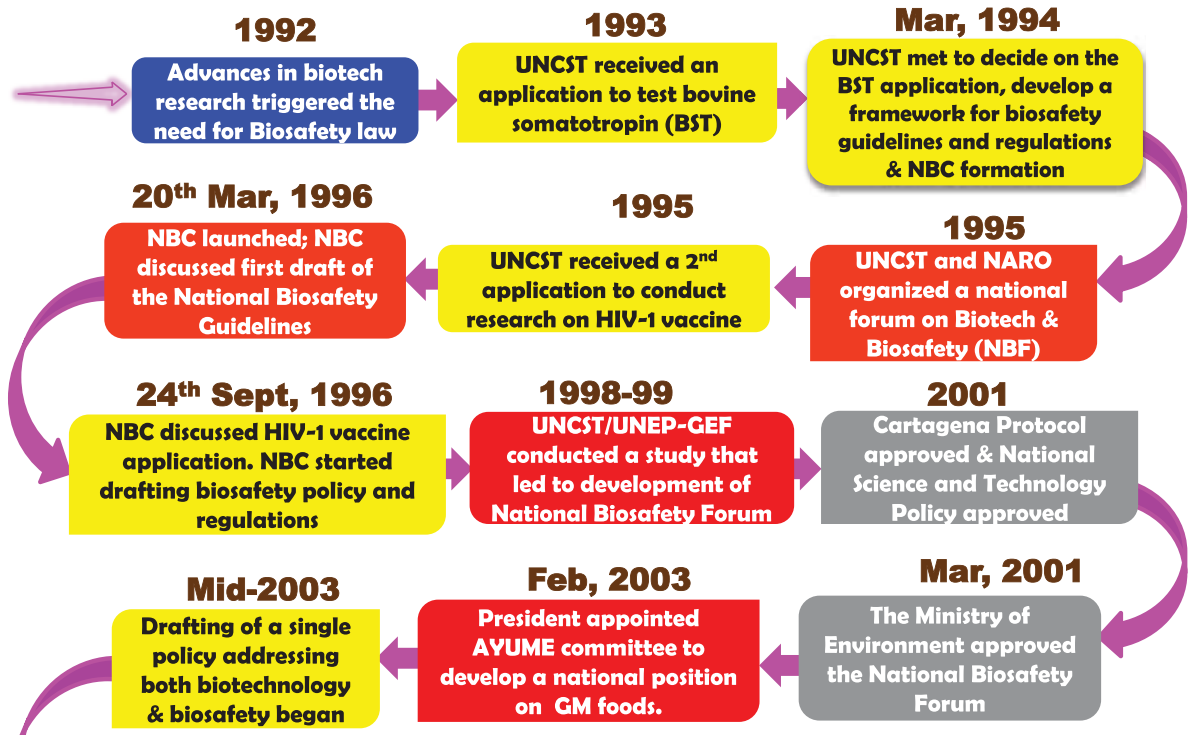 1992
Advances in biotech
research triggered the
need for Biosafety law
1993
UNCST received an
application to test bovine
somatotropin (BST)
Mar, 1994
UNCST met to decide on the
BST application, develop a
framework for biosafety
guidelines and regulations
& NBC formation
1995
UNCST and NARO
organized a national
forum on Biotech &
Biosafety (NBF)
1995
UNCST received a 2nd
application to conduct
research on HIV-1 vaccine
20th Mar, 1996
NBC launched; NBC
discussed first draft of
the National Biosafety
Guidelines
24th Sept, 1996
NBC discussed HIV-1 vaccine
application. NBC started
drafting biosafety policy and
regulations
1998-99
UNCST/UNEP-GEF
conducted a study that
led to development of
National Biosafety Forum
2001
Cartagena Protocol
approved & National
Science and Technology
Policy approved
Mar, 2001
The Ministry of
Environment approved
the National Biosafety
Forum
Feb, 2003
President appointed
AYUME committee to
develop a national position
on GM foods.
Mid-2003
Drafting of a single
policy addressing
both biotechnology
& biosafety began